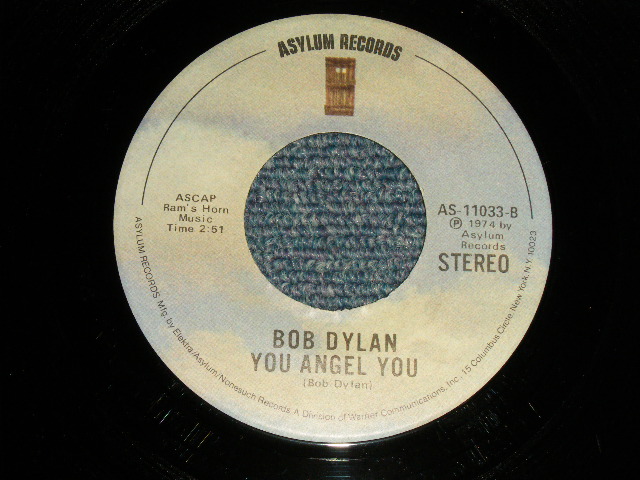 ASYLUM RECORDS
ASCAP
Ram's Horn
Music
Time 2:51
AS-11033-B
Ⓟ 1974 by
Asylum
Records
STEREO
BOB DYLAN
YOU ANGEL YOU
(Bob Dylan)
ASYLUM RECORDS Mfg. by Elektra/Asylum/Nonesuch Records, A Division of Warner Communications, Inc. 15 Columbus Circle, New York, N.Y. 10023